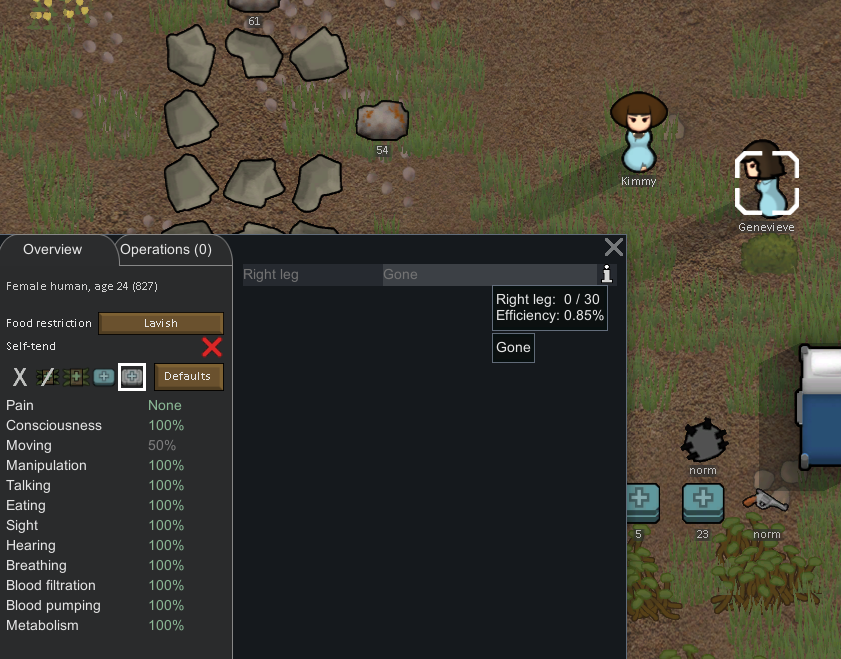 61
54
Kimmy
Genevieve
Overview
Operations (0)
Female human, age 24 (827)
Food restriction
Lavish
Self-tend
Defaults
Pain None
Consciousness 100%
Moving 50%
Manipulation 100%
Talking 100%
Eating 100%
Sight 100%
Hearing 100%
Breathing 100%
Blood filtration 100%
Blood pumping 100%
Metabolism 100%
Right leg Gone
Right leg: 0 / 30
Efficiency: 0.85%
Gone
norm
5
23
norm